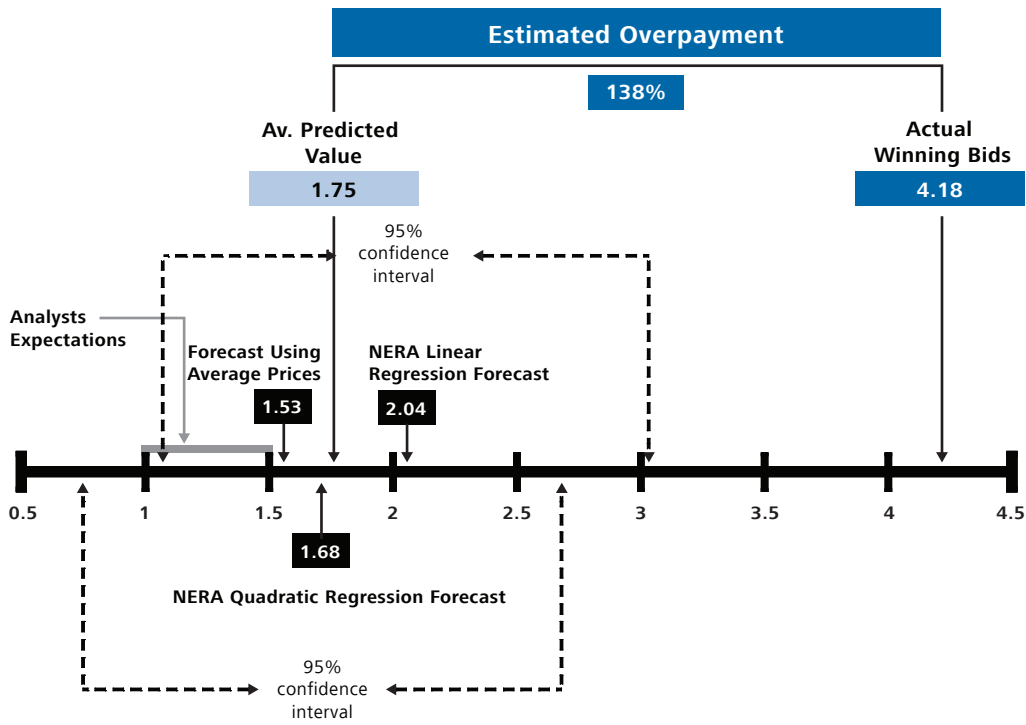 Estimated Overpayment
138%
Av. Predicted
Value
1.75
Actual
Winning Bids
4.18
95%
confidence
interval
Analysts
Expectations
Forecast Using
Average Prices
1.53
NERA Linear
Regression Forecast
2.04
0.5
1
1.5
2
2.5
3
3.5
4
4.5
1.68
NERA Quadratic Regression Forecast
95%
confidence
interval